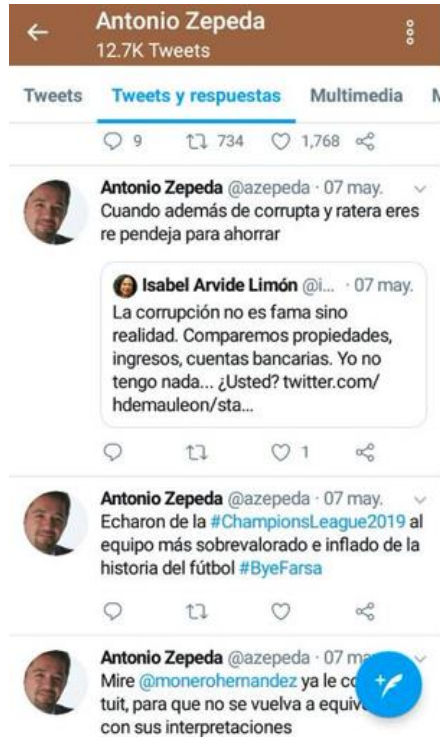 Antonio Zepeda
12.7K Tweets
Tweets Tweets y respuestas Multimedia
9 734 1,768
Antonio Zepeda @azepeda · 07 may.
Cuando además de corrupta y ratera eres
re pendeja para ahorrar
Isabel Arvide Limón @i... · 07 may.
La corrupción no es fama sino
realidad. Comparemos propiedades,
ingresos, cuentas bancarias. Yo no
tengo nada... ¿Usted? twitter.com/
hdemauleon/sta...
1
Antonio Zepeda @azepeda · 07 may.
Echaron de la #ChampionsLeague2019 al
equipo más sobrevalorado e inflado de la
historia del fútbol #ByeFarsa
Antonio Zepeda @azepeda · 07
Mire @monerohernandez ya le
tuit, para que no se vuelva a
con sus interpretaciones